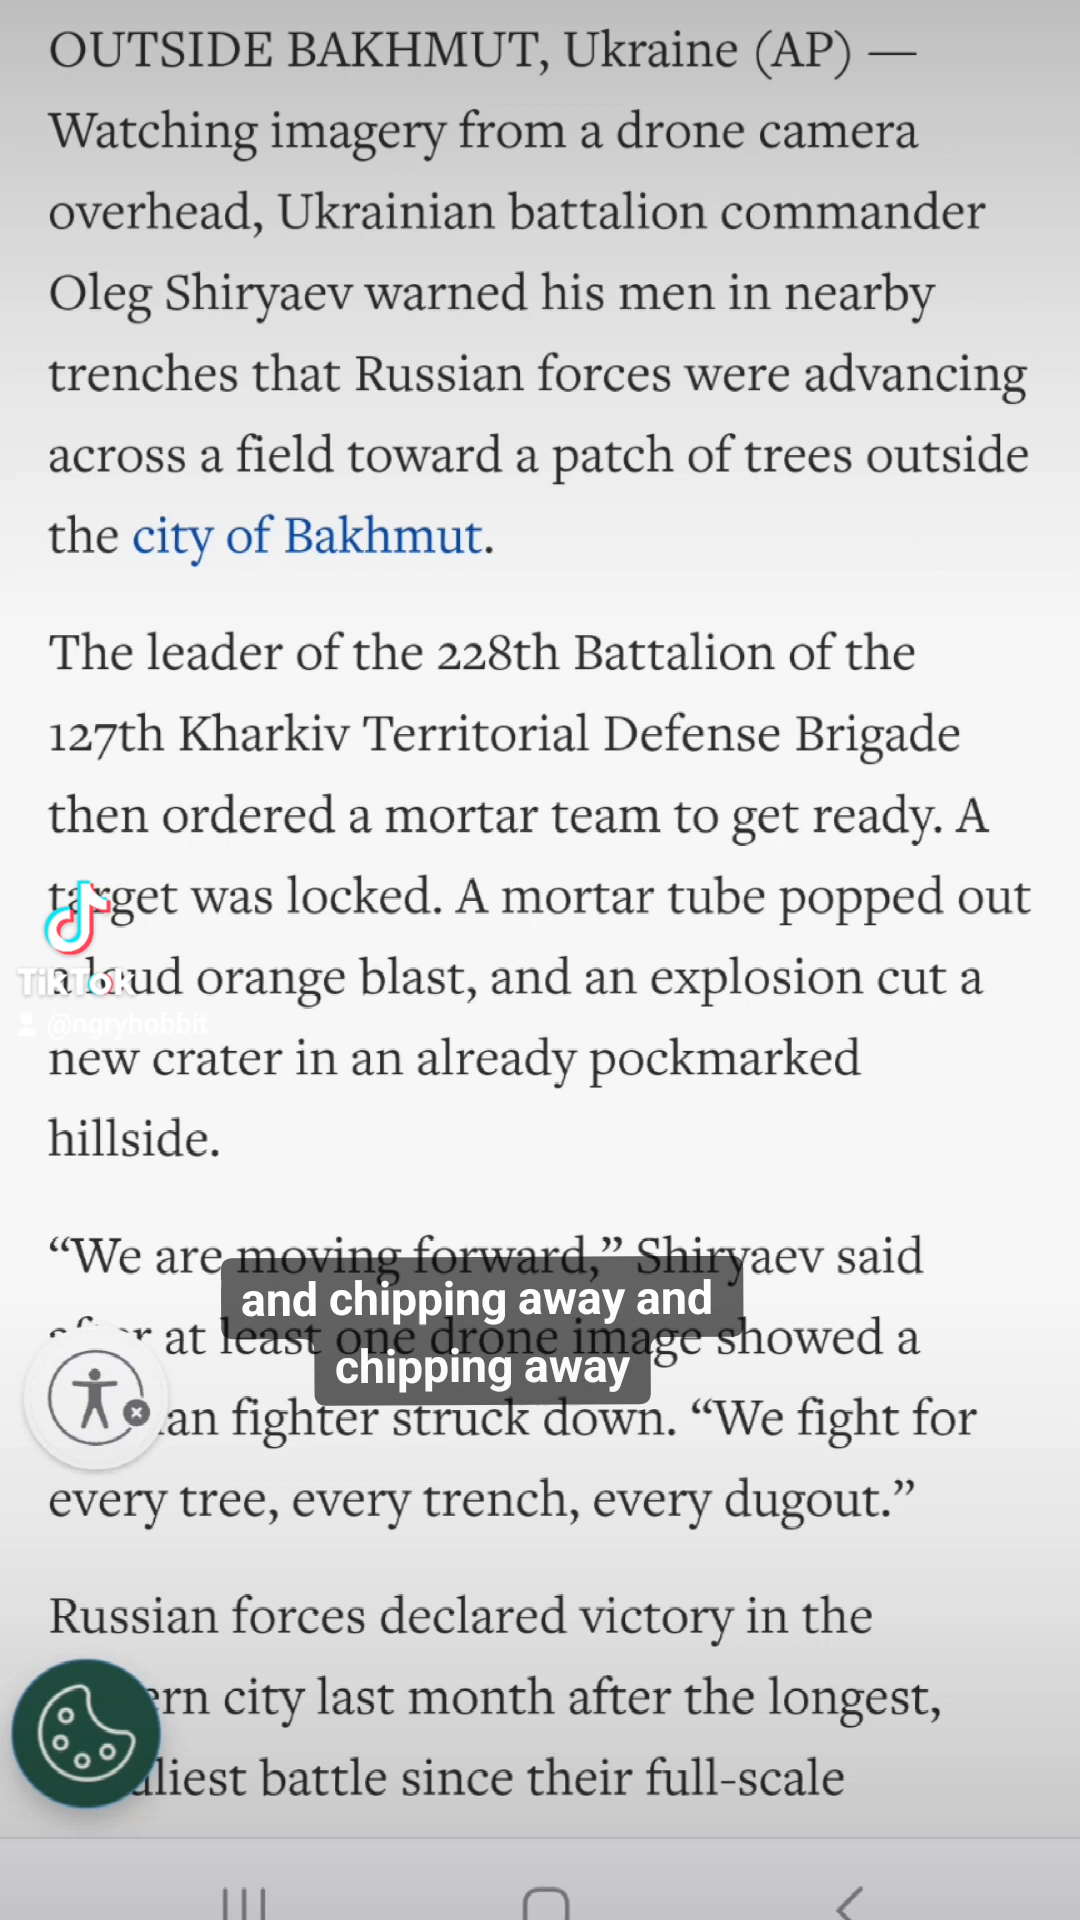 OUTSIDE BAKHMUT, Ukraine (AP) —
Watching imagery from a drone camera
overhead, Ukrainian battalion commander
Oleg Shiryaev warned his men in nearby
trenches that Russian forces were advancing
across a field toward a patch of trees outside
the city of Bakhmut.
The leader of the 228th Battalion of the
127th Kharkiv Territorial Defense Brigade
then ordered a mortar team to get ready. A
target was locked. A mortar tube popped out
a loud orange blast, and an explosion cut a
TikTok
@ngryhobbit
new crater in an already pockmarked
hillside.
“We are moving forward,” Shiryaev said
and chipping away and
at least one drone image showed a
chipping away
fighter struck down. “We fight for
every tree, every trench, every dugout.”
Russian forces declared victory in the
city last month after the longest,
battle since their full-scale